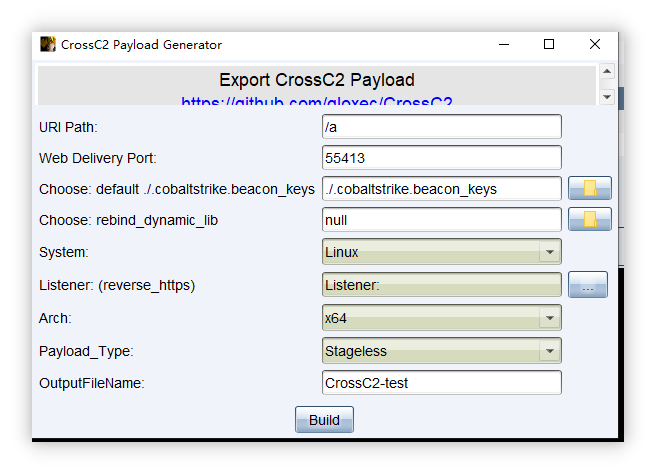 CrossC2 Payload Generator
Export CrossC2 Payload
https://github.com/gloxec/CrossC2
URI Path: /a
Web Delivery Port: 55413
Choose: default ./.cobaltstrike.beacon_keys ./.cobaltstrike.beacon_keys
Choose: rebind_dynamic_lib null
System: Linux
Listener: (reverse_https) Listener: ...
Arch: x64
Payload_Type: Stageless
OutputFileName: CrossC2-test
Build